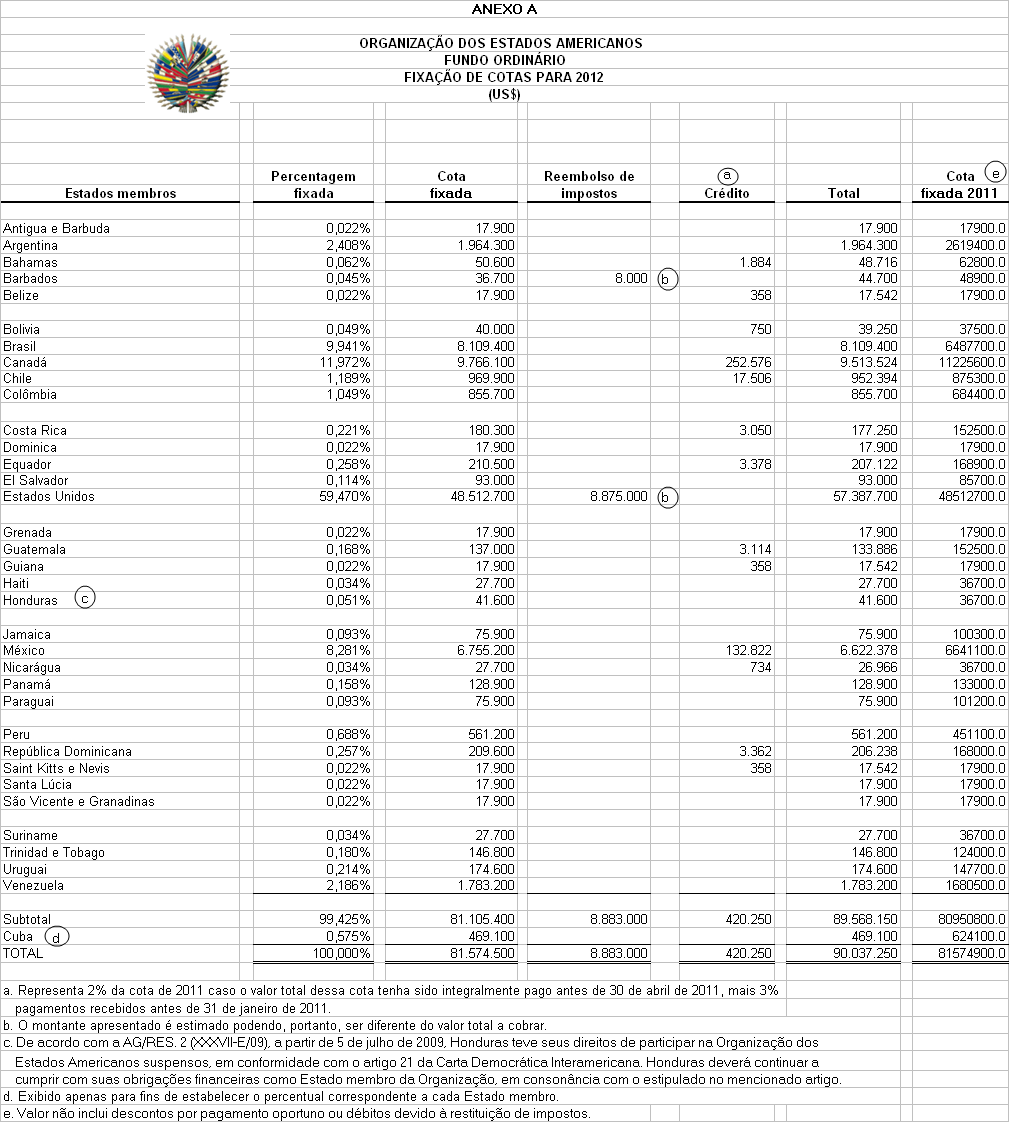 ANEXO A
ORGANIZAÇÃO DOS ESTADOS AMERICANOS
FUNDO ORDINÁRIO
FIXAÇÃO DE COTAS PARA 2012
(US$)
Percentagem Cota Reembolso de a Cota e
Estados membros fixada fixada impostos Crédito Total fixada 2011
Antigua e Barbuda 0,022% 17.900 17.900 17900.0
Argentina 2,408% 1.964.300 1.964.300 2619400.0
Bahamas 0,062% 50.600 1.884 48.716 62800.0
Barbados 0,045% 36.700 8.000 b 44.700 48900.0
Belize 0,022% 17.900 358 17.542 17900.0
Bolivia 0,049% 40.000 750 39.250 37500.0
Brasil 9,941% 8.109.400 8.109.400 6487700.0
Canadá 11,972% 9.766.100 252.576 9.513.524 11225600.0
Chile 1,189% 969.900 17.506 952.394 875300.0
Colômbia 1,049% 855.700 855.700 684400.0
Costa Rica 0,221% 180.300 3.050 177.250 152500.0
Dominica 0,022% 17.900 17.900 17900.0
Equador 0,258% 210.500 3.378 207.122 168900.0
El Salvador 0,114% 93.000 93.000 85700.0
Estados Unidos 59,470% 48.512.700 8.875.000 b 57.387.700 48512700.0
Grenada 0,022% 17.900 17.900 17900.0
Guatemala 0,168% 137.000 3.114 133.886 152500.0
Guiana 0,022% 17.900 358 17.542 17900.0
Haiti 0,034% 27.700 27.700 36700.0
Honduras c 0,051% 41.600 41.600 36700.0
Jamaica 0,093% 75.900 75.900 100300.0
México 8,281% 6.755.200 132.822 6.622.378 6641100.0
Nicarágua 0,034% 27.700 734 26.966 36700.0
Panamá 0,158% 128.900 128.900 133000.0
Paraguai 0,093% 75.900 75.900 101200.0
Peru 0,688% 561.200 561.200 451100.0
República Dominicana 0,257% 209.600 3.362 206.238 168000.0
Saint Kitts e Nevis 0,022% 17.900 358 17.542 17900.0
Santa Lúcia 0,022% 17.900 17.900 17900.0
São Vicente e Granadinas 0,022% 17.900 17.900 17900.0
Suriname 0,034% 27.700 27.700 36700.0
Trinidad e Tobago 0,180% 146.800 146.800 124000.0
Uruguai 0,214% 174.600 174.600 147700.0
Venezuela 2,186% 1.783.200 1.783.200 1680500.0
Subtotal 99,425% 81.105.400 8.883.000 420.250 89.568.150 80950800.0
Cuba d 0,575% 469.100 469.100 624100.0
TOTAL 100,000% 81.574.500 8.883.000 420.250 90.037.250 81574900.0
a. Representa 2% da cota de 2011 caso o valor total dessa cota tenha sido integralmente pago antes de 30 de abril de 2011, mais 3%
pagamentos recebidos antes de 31 de janeiro de 2011.
b. O montante apresentado é estimado podendo, portanto, ser diferente do valor total a cobrar.
c. De acordo com a AG/RES. 2 (XXXVII-E/09), a partir de 5 de julho de 2009, Honduras teve seus direitos de participar na Organização dos
Estados Americanos suspensos, em conformidade com o artigo 21 da Carta Democrática Interamericana. Honduras deverá continuar a
cumprir com suas obrigações financeiras como Estado membro da Organização, em consonância com o estipulado no mencionado artigo.
d. Exibido apenas para fins de estabelecer o percentual correspondente a cada Estado membro.
e. Valor não inclui descontos por pagamento oportuno ou débitos devido à restituição de impostos.